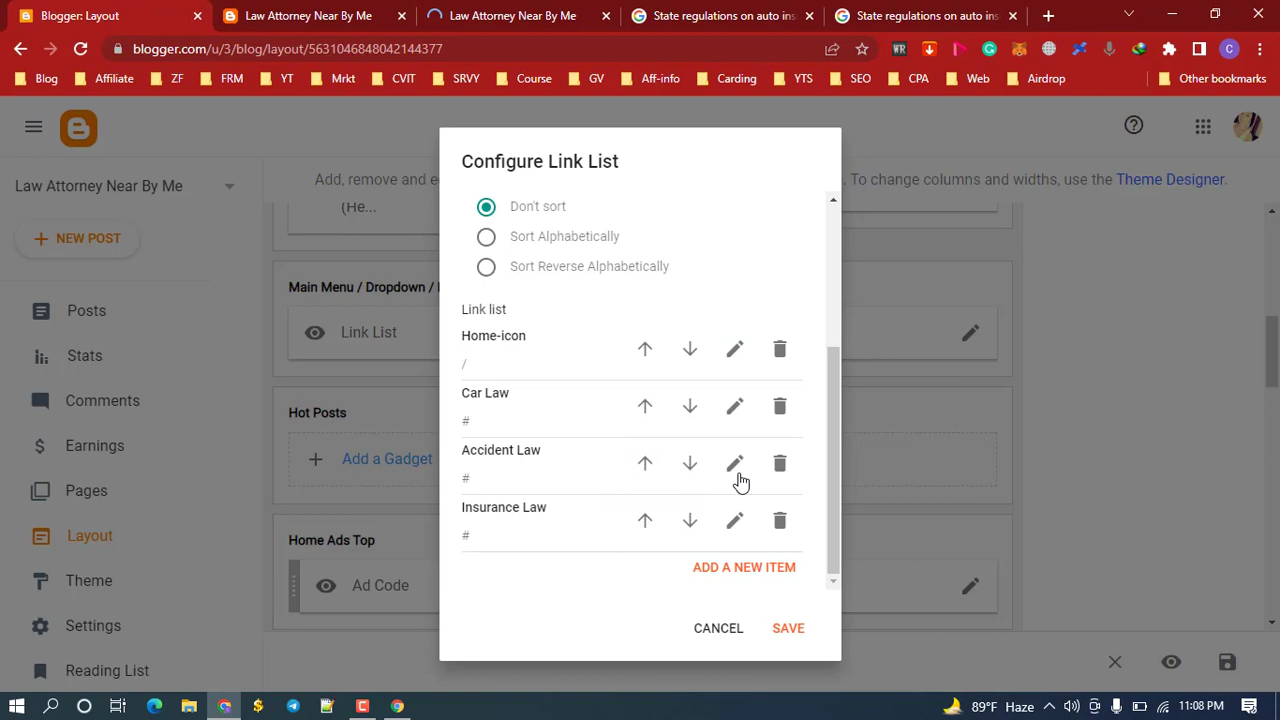 Blogger: Layout
Law Attorney Near By Me
Law Attorney Near By Me
State regulations on auto ins
State regulations on auto ins
blogger.com/u/3/blog/layout/5631046848042144377
WR
C
Blog
Affiliate
ZF
FRM
YT
Mrkt
CVIT
SRVY
Course
GV
Aff-info
Carding
YTS
SEO
CPA
Web
Airdrop
Other bookmarks
Law Attorney Near By Me
NEW POST
Posts
Stats
Comments
Earnings
Pages
Layout
Theme
Settings
Reading List
Add, remove and e
To change columns and widths, use the Theme Designer.
(He...
Main Menu / Dropdown /
Link List
Hot Posts
Add a Gadget
Home Ads Top
Ad Code
Configure Link List
Don't sort
Sort Alphabetically
Sort Reverse Alphabetically
Link list
Home-icon
/
Car Law
#
Accident Law
#
Insurance Law
#
ADD A NEW ITEM
CANCEL
SAVE
89°F Haze
11:08 PM